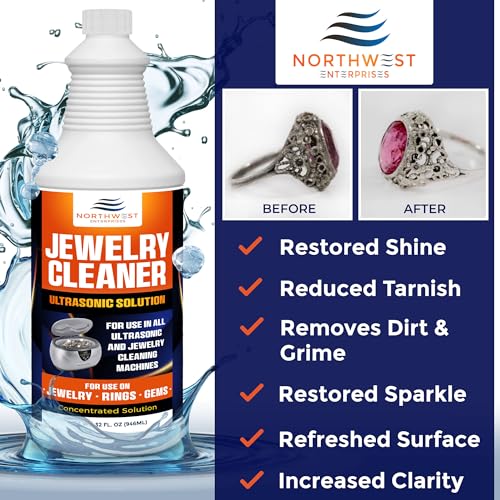 NORTHWEST
ENTERPRISES
JEWELRY
CLEANER
ULTRASONIC SOLUTION
FOR USE IN ALL
ULTRASONIC
AND JEWELRY
CLEANING
MACHINES
FOR USE ON
JEWELRY • RINGS • GEMS
Concentrated Solution
32 FL. OZ (946ML)
NORTHWEST
ENTERPRISES
BEFORE
AFTER
Restored Shine
Reduced Tarnish
Removes Dirt &
Grime
Restored Sparkle
Refreshed Surface
Increased Clarity